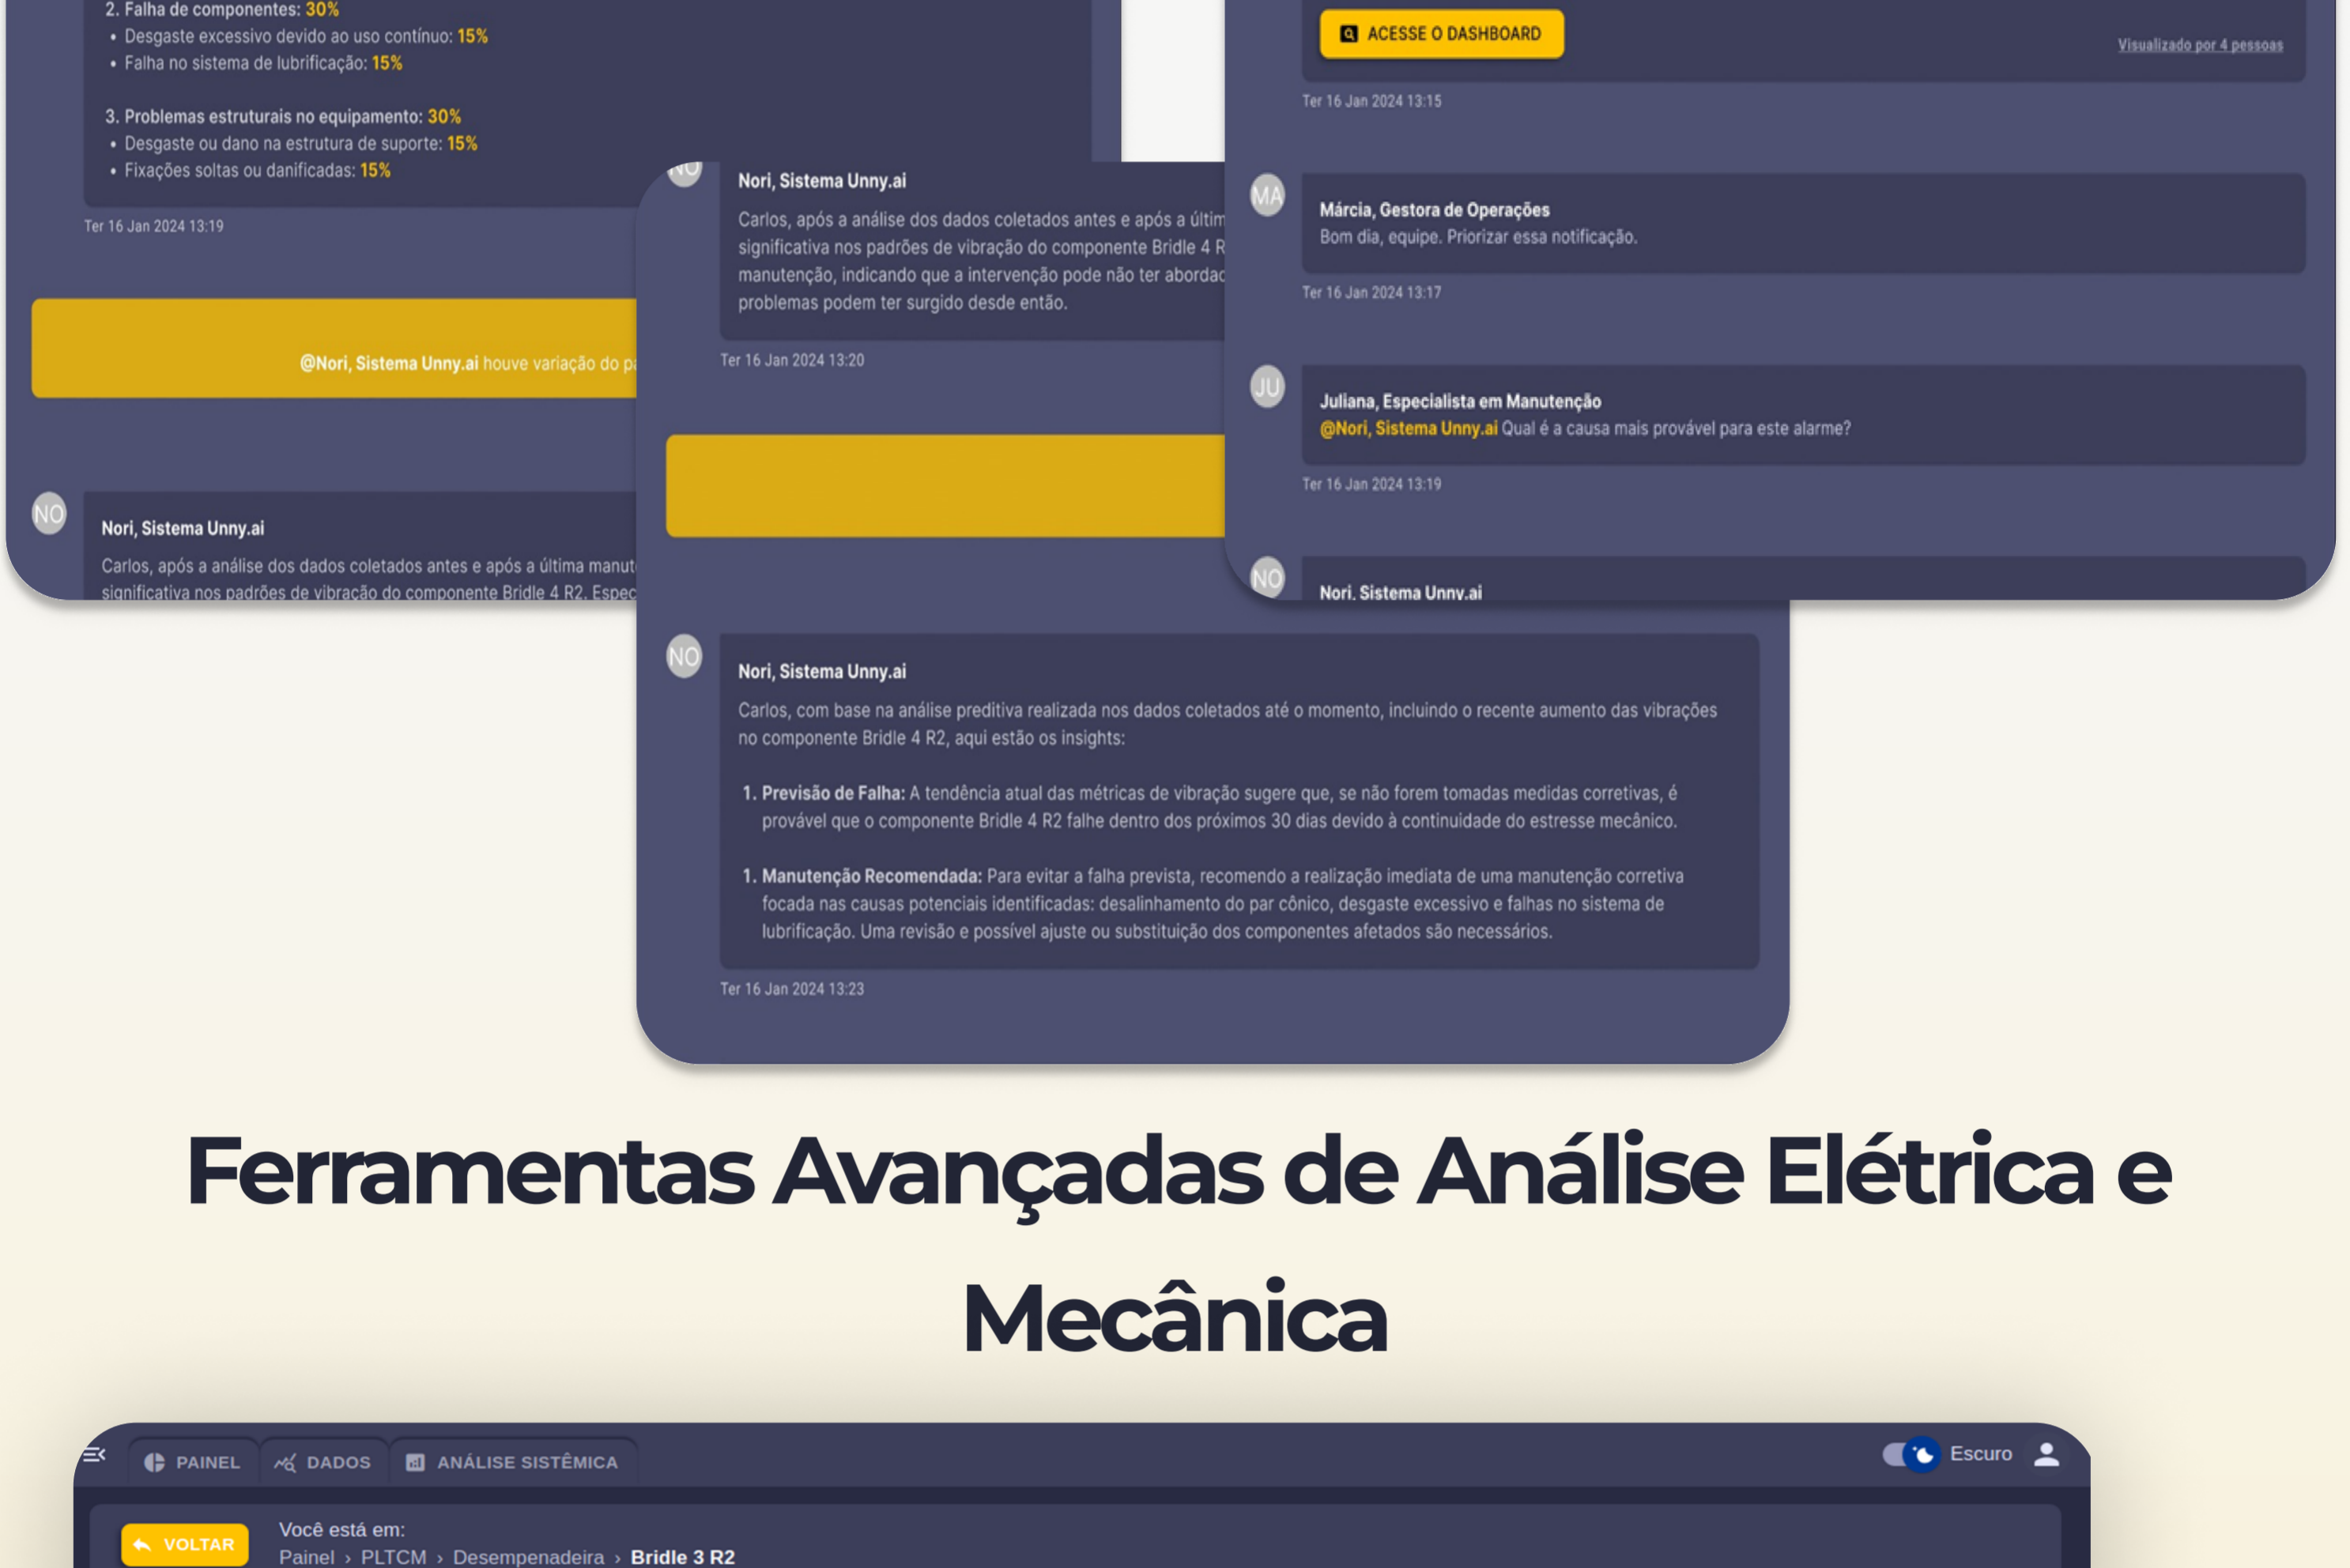 2. Falha de componentes: 30%
• Desgaste excessivo devido ao uso contínuo: 15%
• Falha no sistema de lubrificação: 15%
3. Problemas estruturais no equipamento: 30%
• Desgaste ou dano na estrutura de suporte: 15%
• Fixações soltas ou danificadas: 15%
Ter 16 Jan 2024 13:19
@Nori, Sistema Unny.ai houve variação do
NO
Nori, Sistema Unny.ai
Carlos, após a análise dos dados coletados antes e após a última
significativa nos padrões de vibração do componente Bridle 4 R2.
NO
Nori, Sistema Unny.ai
Carlos, após a análise dos dados coletados antes e após a
significativa nos padrões de vibração do componente Bridle 4
manutenção, indicando que a intervenção pode não ter
problemas podem ter surgido desde então.
Ter 16 Jan 2024 13:20
NO
Nori, Sistema Unny.ai
Carlos, com base na análise preditiva realizada nos dados coletados até o momento, incluindo o recente aumento das vibrações
no componente Bridle 4 R2, aqui estão os insights:
1. Previsão de Falha: A tendência atual das métricas de vibração sugere que, se não forem tomadas medidas corretivas, é
provável que o componente Bridle 4 R2 falhe dentro dos próximos 30 dias devido à continuidade do estresse mecânico.
1. Manutenção Recomendada: Para evitar a falha prevista, recomendo a realização imediata de uma manutenção corretiva
focada nas causas potenciais identificadas: desalinhamento do par cônico, desgaste excessivo e falhas no sistema de
lubrificação. Uma revisão e possível ajuste ou substituição dos componentes afetados são necessários.
Ter 16 Jan 2024 13:23
ACESSE O DASHBOARD
Visualizado por 4 pessoas
Ter 16 Jan 2024 13:15
MA
Márcia, Gestora de Operações
Bom dia, equipe. Priorizar essa notificação.
Ter 16 Jan 2024 13:17
JU
Juliana, Especialista em Manutenção
@Nori, Sistema Unny.ai Qual é a causa mais provável para este alarme?
Ter 16 Jan 2024 13:19
NO
Nori, Sistema Unny.ai
Ferramentas Avançadas de Análise Elétrica e
Mecânica
PAINEL
DADOS
ANÁLISE SISTÊMICA
Escuro
VOLTAR
Você está em:
Painel › PLTCM › Desempenadeira › Bridle 3 R2